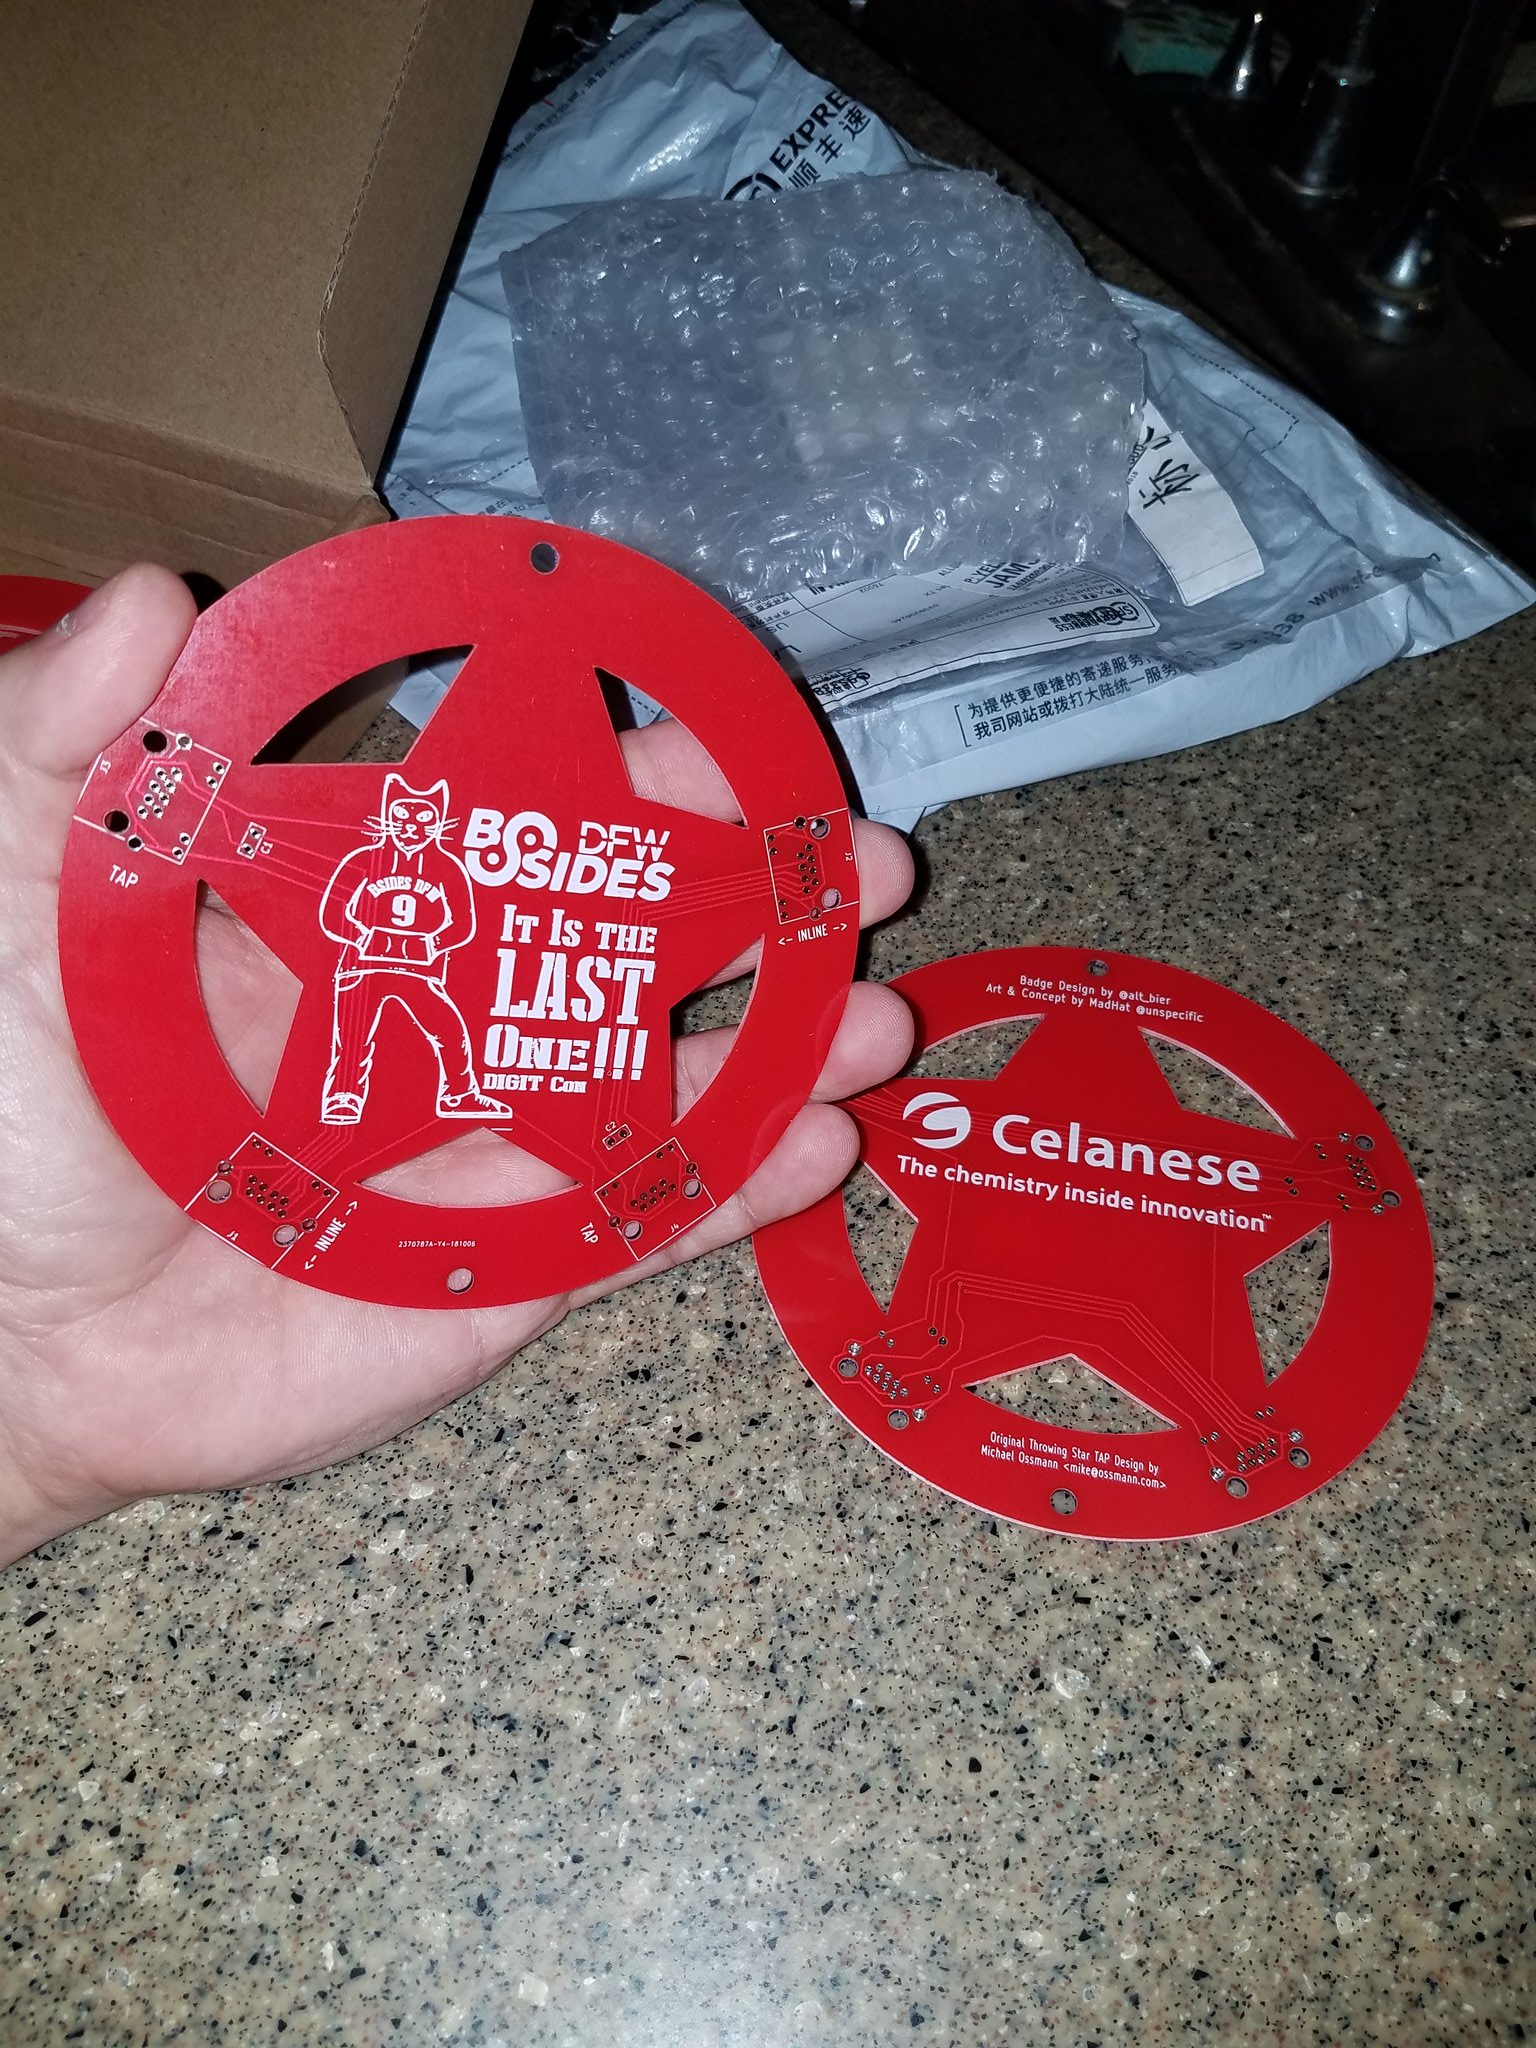 EXPRE
顺丰速
US
为提供更便捷的寄递服务,
我司网站或拨打大陆统一服务
J3
C1
TAP
BSIDES DFW
9
BSIDES DFW
IT IS THE
LAST
ONE!!!
DIGIT CON
J2
<- INLINE ->
C2
J1
<- INLINE ->
TAP
J4
2370787A-Y4-181006
Badge Design by @alt_bier
Art & Concept by MadHat @unspecific
Celanese
The chemistry inside innovation™
Original Throwing Star TAP Design by
Michael Ossmann <mike@ossmann.com>